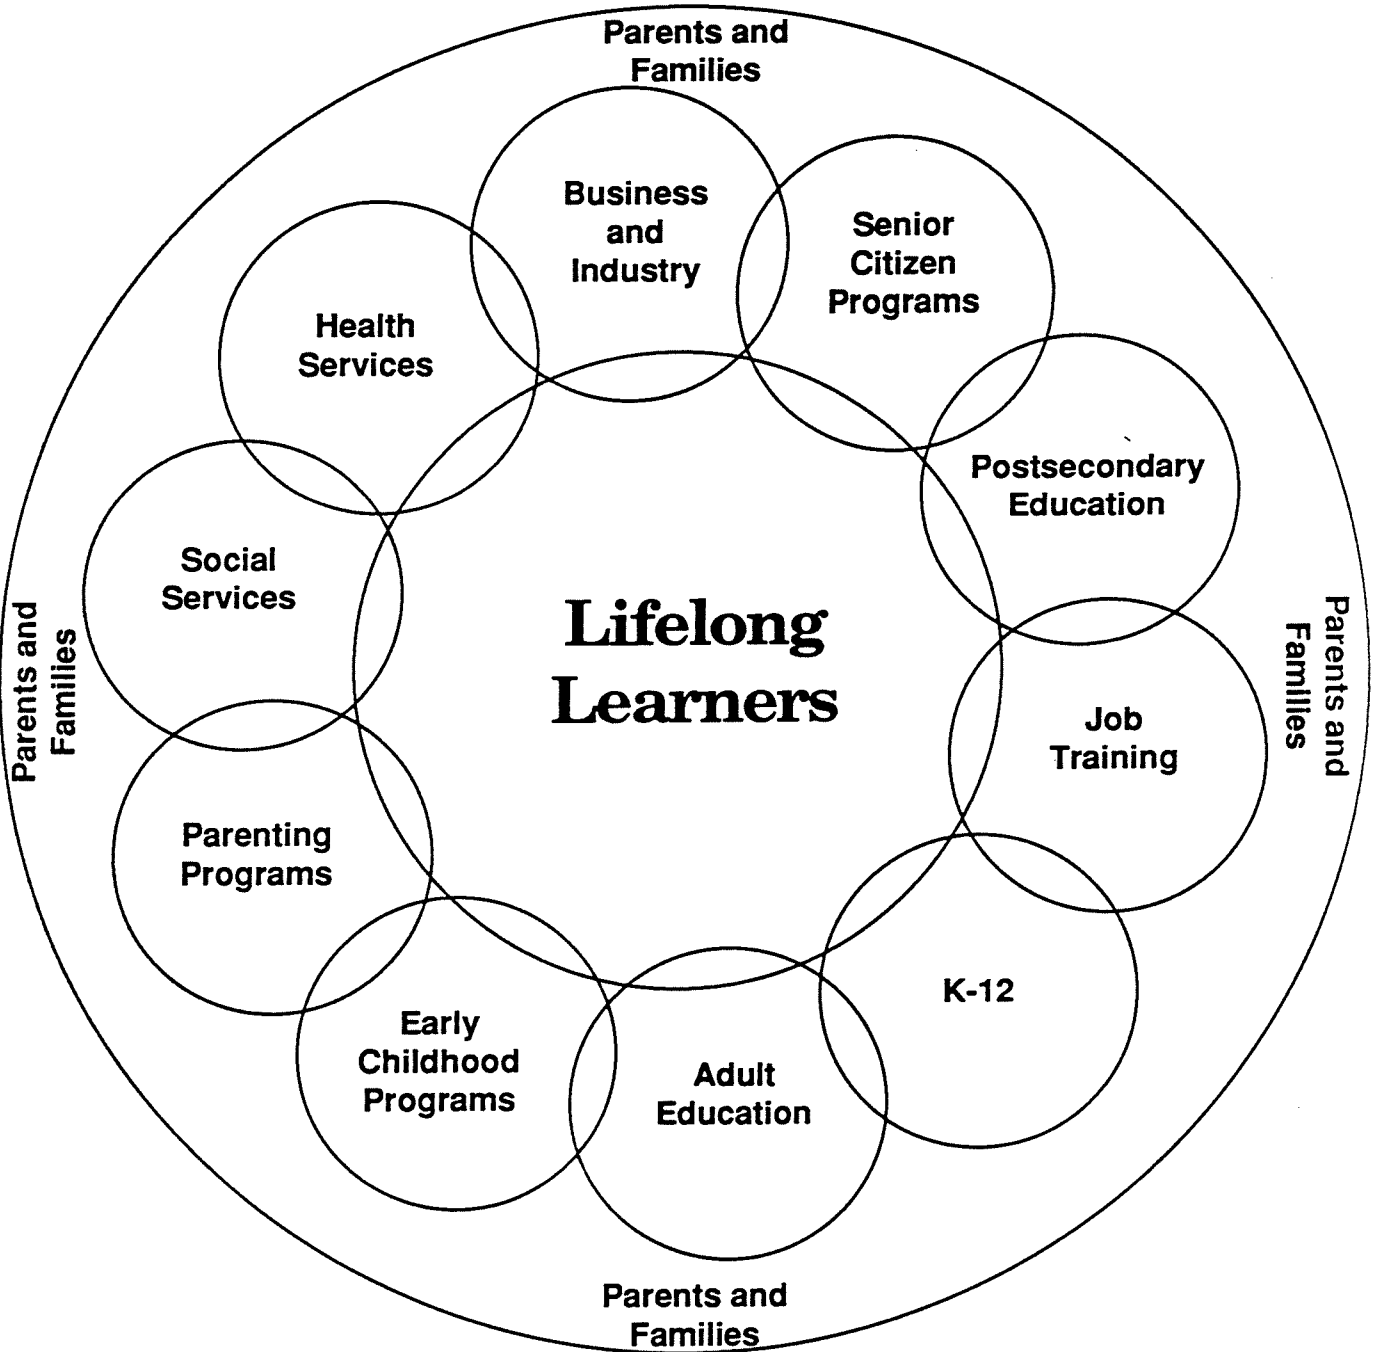 Parents and
Families
Business
and
Industry
Senior
Citizen
Programs
Health
Services
Postsecondary
Education
Social
Services
Lifelong
Learners
Parents and
Families
Parents and
Families
Job
Training
Parenting
Programs
K-12
Early
Childhood
Programs
Adult
Education
Parents and
Families